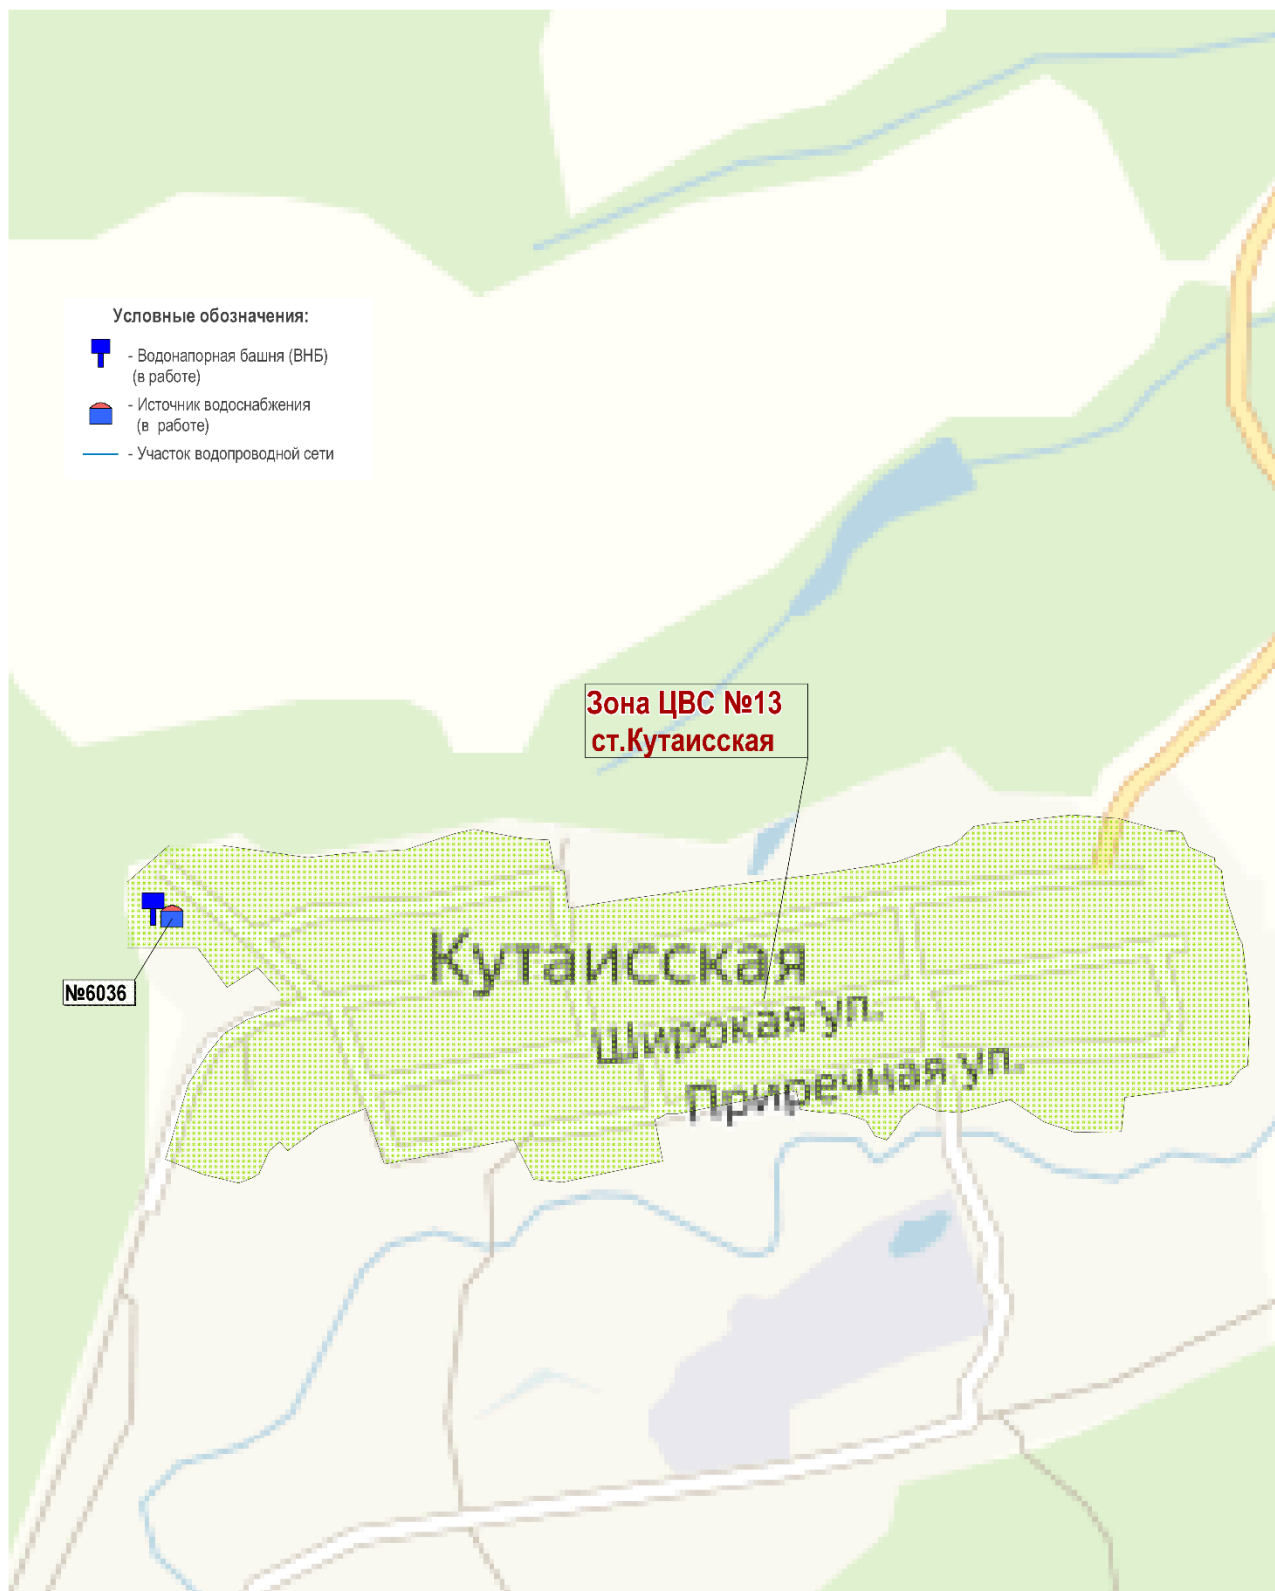 Условные обозначения:
- Водонапорная башня (ВНБ)
(в работе)
- Источник водоснабжения
(в работе)
- Участок водопроводной сети
Зона ЦВС №13
ст.Кутаисская
№6036
Кутаисская
Широкая ул.
Приречная ул.